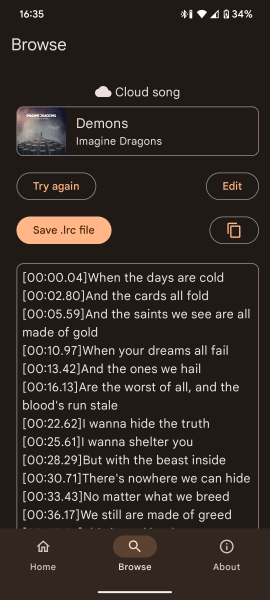 16:35
34%
Browse
Cloud song
Demons
Imagine Dragons
Try again
Edit
Save .lrc file
[00:00.04]When the days are cold
[00:02.80]And the cards all fold
[00:05.59]And the saints we see are all
made of gold
[00:10.97]When your dreams all fail
[00:13.42]And the ones we hail
[00:16.13]Are the worst of all, and the
blood's run stale
[00:22.62]I wanna hide the truth
[00:25.61]I wanna shelter you
[00:28.29]But with the beast inside
[00:30.71]There's nowhere we can hide
[00:33.43]No matter what we breed
[00:36.17]We still are made of greed
Home
Browse
About